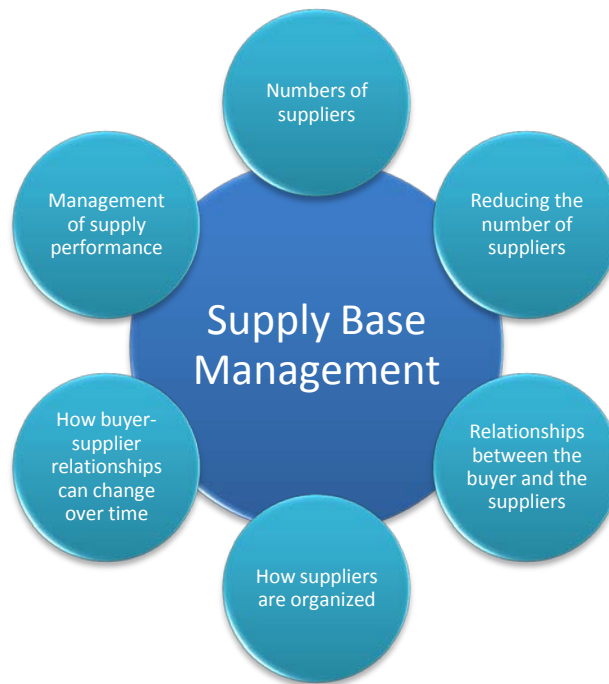 Numbers of
suppliers
Reducing the
number of
suppliers
Relationships
between the
buyer and the
suppliers
How suppliers
are organized
How buyer-
supplier
relationships
can change
over time
Management
of supply
performance
Supply Base
Management